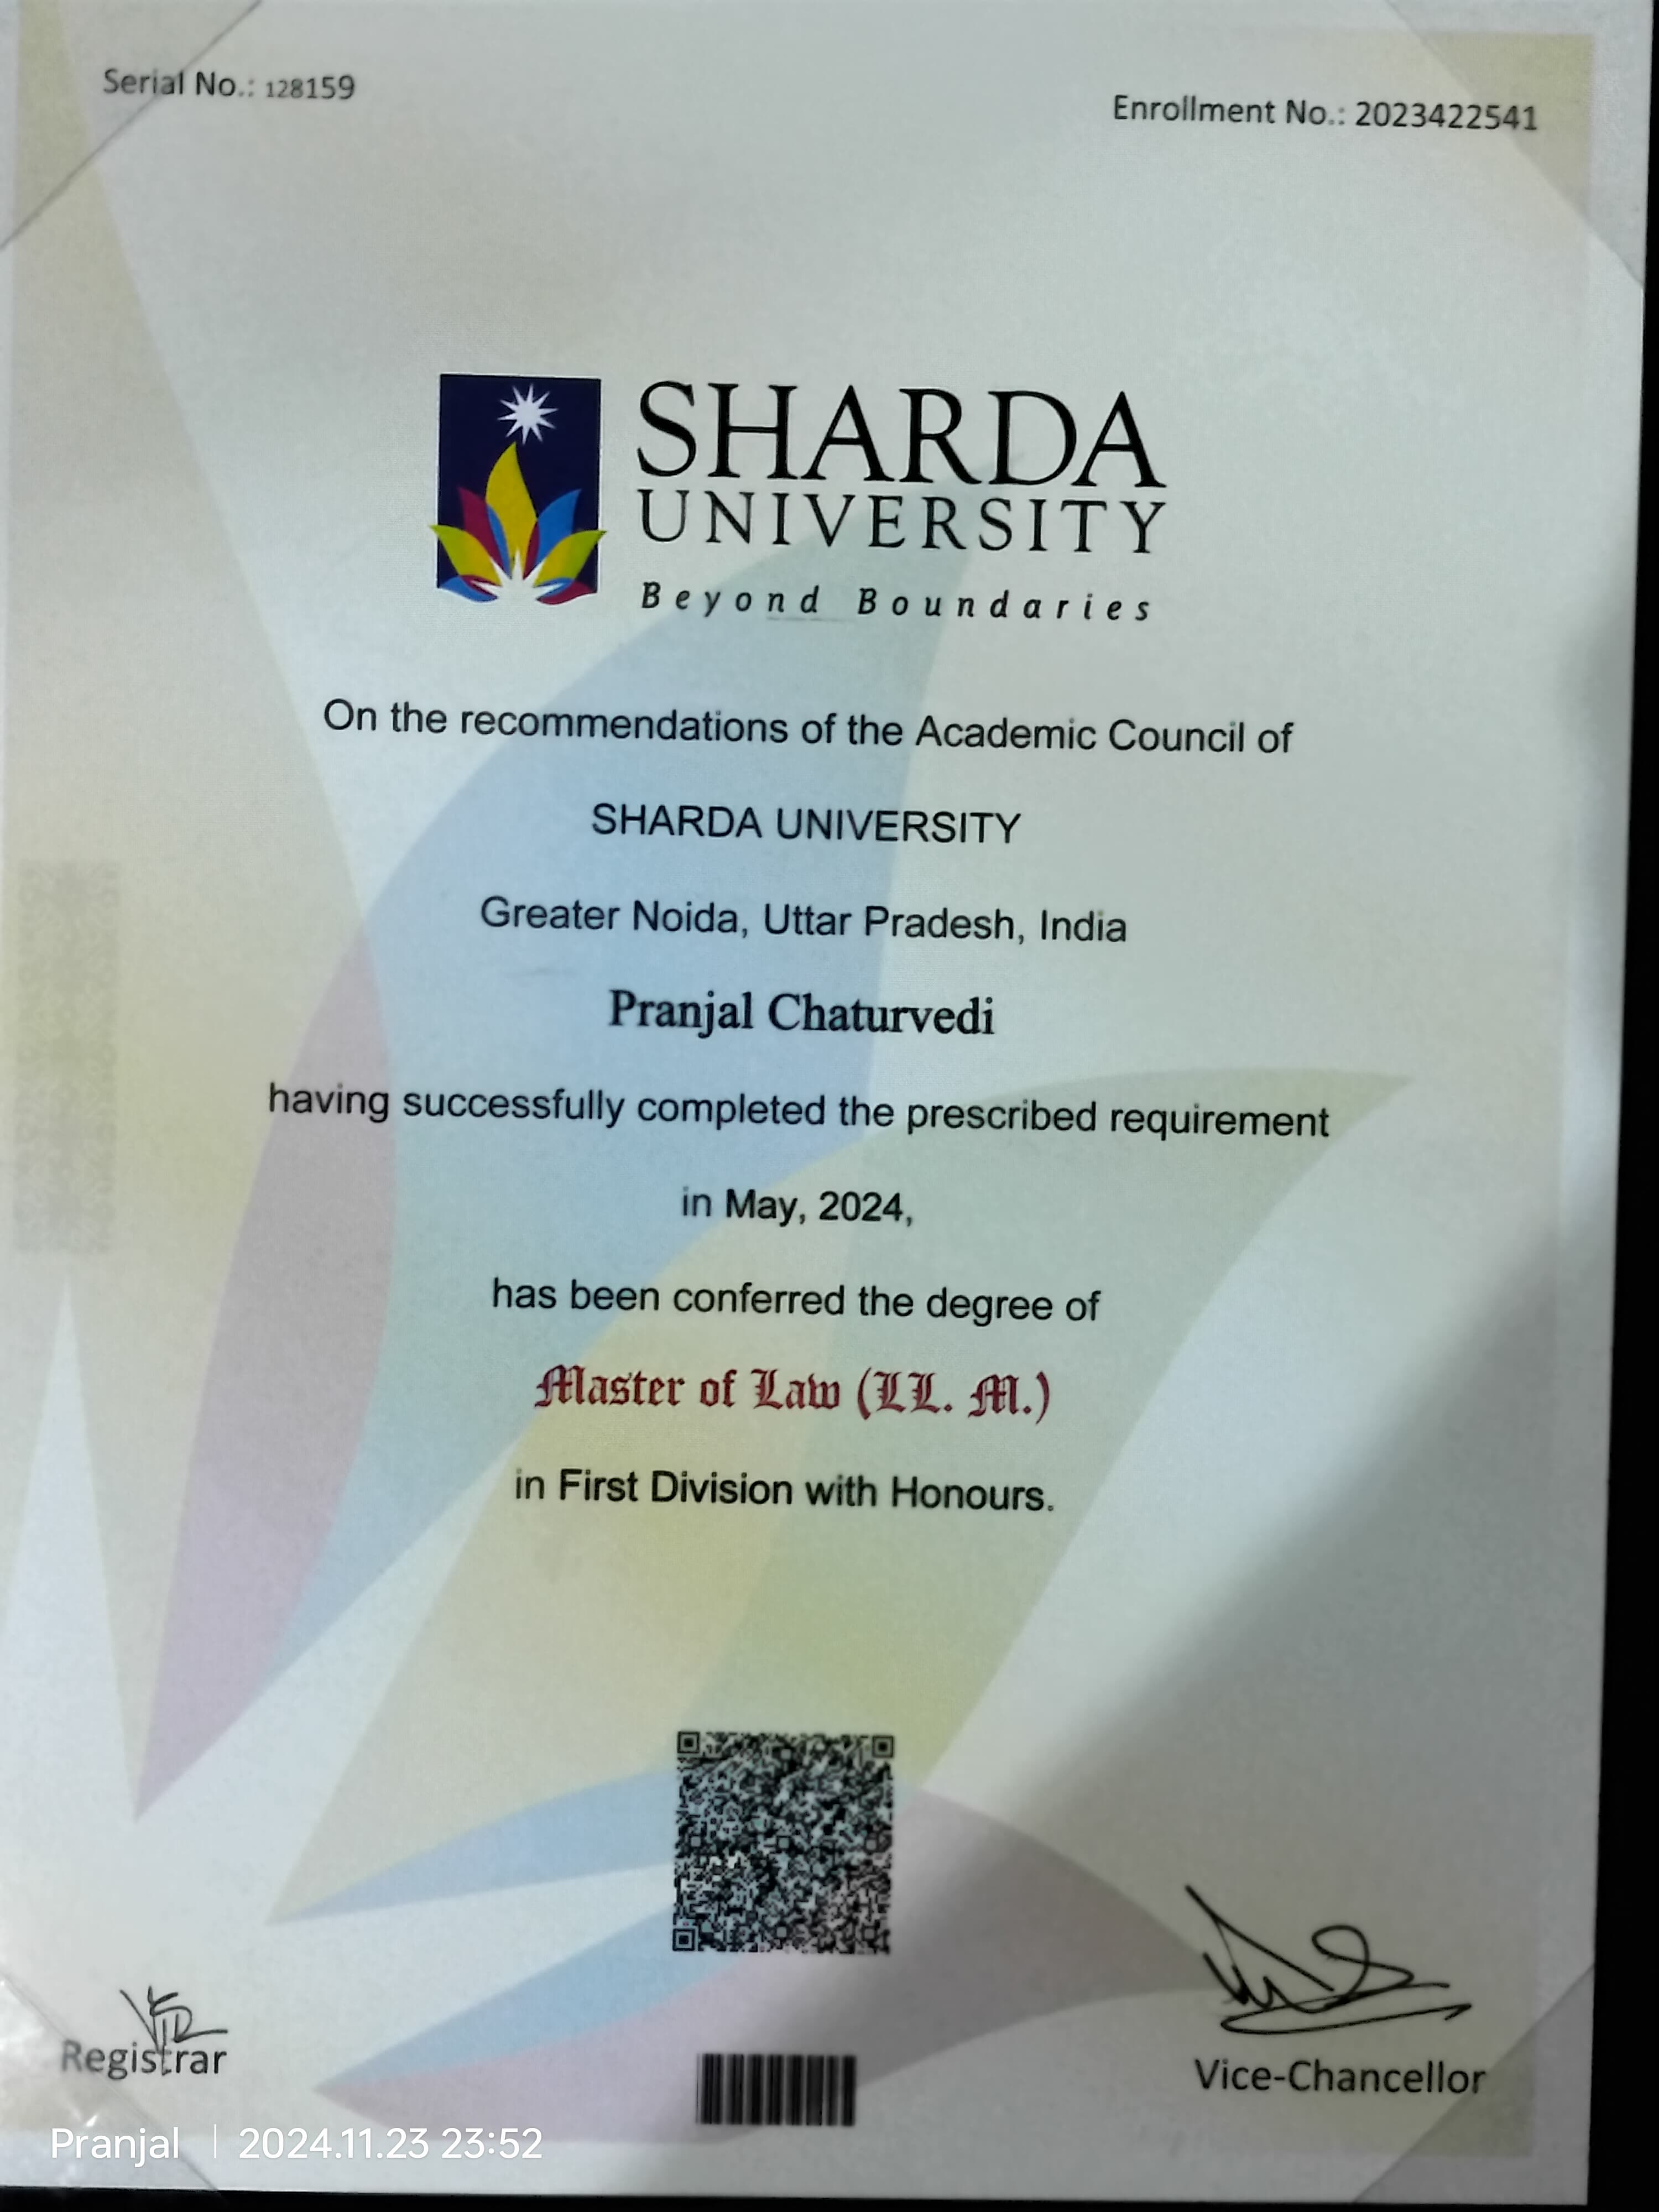 Serial No.: 128159
Enrollment No.: 2023422541
SHARDA
UNIVERSITY
Beyond Boundaries
On the recommendations of the Academic Council of
SHARDA UNIVERSITY
Greater Noida, Uttar Pradesh, India
Pranjal Chaturvedi
having successfully completed the prescribed requirement
in May, 2024,
has been conferred the degree of
Master of Law (LL. M.)
in First Division with Honours.
Registrar
Vice-Chancellor
Pranjal | 2024.11.23 23:52